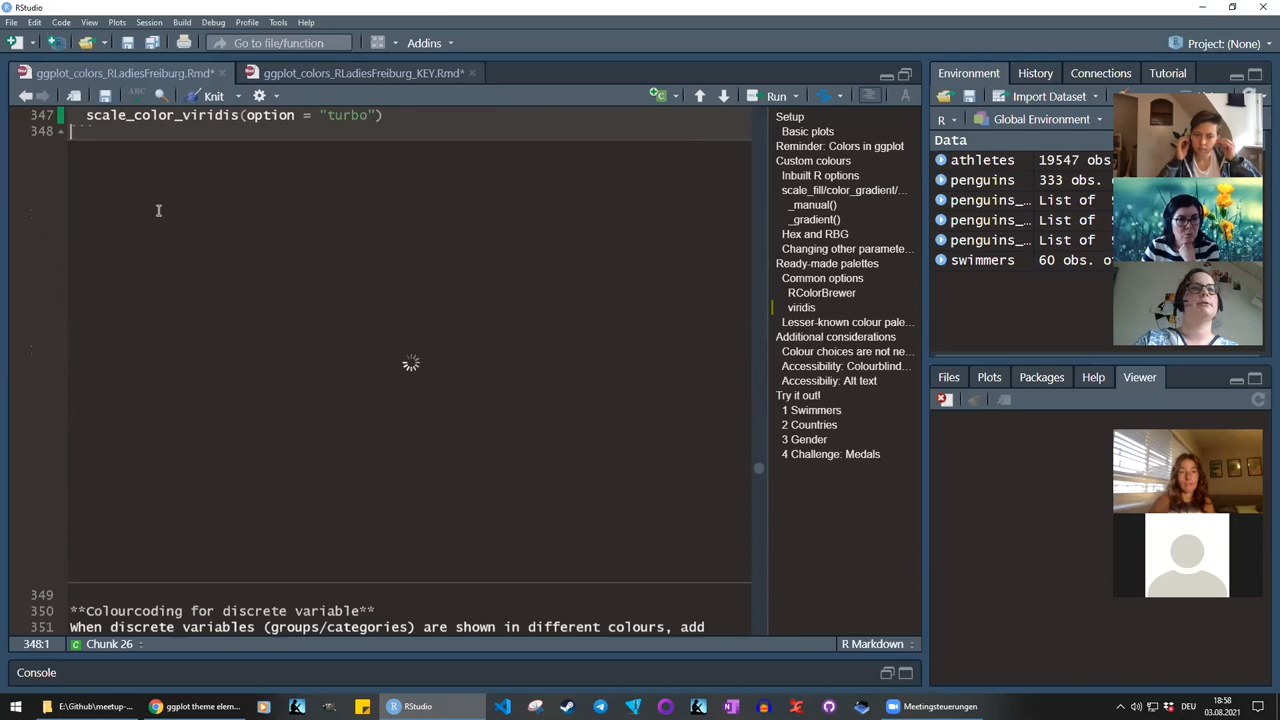 RStudio
File Edit Code View Plots Session Build Debug Profile Tools Help
Go to file/function Addins Project: (None)
ggplot_colors_RLadiesFreiburg.Rmd* ggplot_colors_RLadiesFreiburg_KEY.Rmd*
ABC Knit Run
347 scale_color_viridis(option = "turbo")
348 ```
349
350 **Colourcoding for discrete variable**
351 When discrete variables (groups/categories) are shown in different colours, add
348:1 Chunk 26 R Markdown
Console
Setup
Basic plots
Reminder: Colors in ggplot
Custom colours
Inbuilt R options
scale_fill/color_gradient/...
_manual()
_gradient()
Hex and RBG
Changing other paramete...
Ready-made palettes
Common options
RColorBrewer
viridis
Lesser-known colour pale...
Additional considerations
Colour choices are not ne...
Accessibility: Colourblind...
Accessibiliy: Alt text
Try it out!
1 Swimmers
2 Countries
3 Gender
4 Challenge: Medals
Environment History Connections Tutorial
Import Dataset
R Global Environment
Data
athletes 19547 obs.
penguins 333 obs. o
penguins_... List of
penguins_... List of
penguins_... List of
swimmers 60 obs. o
Files Plots Packages Help Viewer
E:\Github\meetup-... ggplot theme elem... RStudio Meetingsteuerungen DEU 18:58
03.08.2021